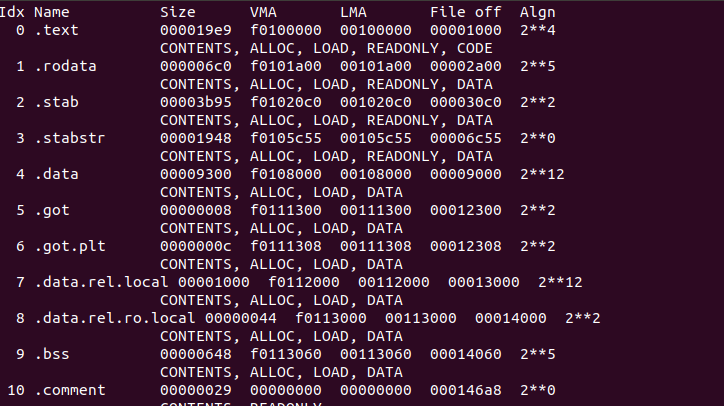 Idx Name Size VMA LMA File off Algn
0 .text 000019e9 f0100000 00100000 00001000 2**4
CONTENTS, ALLOC, LOAD, READONLY, CODE
1 .rodata 000006c0 f0101a00 00101a00 00002a00 2**5
CONTENTS, ALLOC, LOAD, READONLY, DATA
2 .stab 00003b95 f01020c0 001020c0 000030c0 2**2
CONTENTS, ALLOC, LOAD, READONLY, DATA
3 .stabstr 00001948 f0105c55 00105c55 00006c55 2**0
CONTENTS, ALLOC, LOAD, READONLY, DATA
4 .data 00009300 f0108000 00108000 00009000 2**12
CONTENTS, ALLOC, LOAD, DATA
5 .got 00000008 f0111300 00111300 00012300 2**2
CONTENTS, ALLOC, LOAD, DATA
6 .got.plt 0000000c f0111308 00111308 00012308 2**2
CONTENTS, ALLOC, LOAD, DATA
7 .data.rel.local 00001000 f0112000 00112000 00013000 2**12
CONTENTS, ALLOC, LOAD, DATA
8 .data.rel.ro.local 00000044 f0113000 00113000 00014000 2**2
CONTENTS, ALLOC, LOAD, DATA
9 .bss 00000648 f0113060 00113060 00014060 2**5
CONTENTS, ALLOC, LOAD, DATA
10 .comment 00000029 00000000 00000000 000146a8 2**0
CONTENTS, READONLY